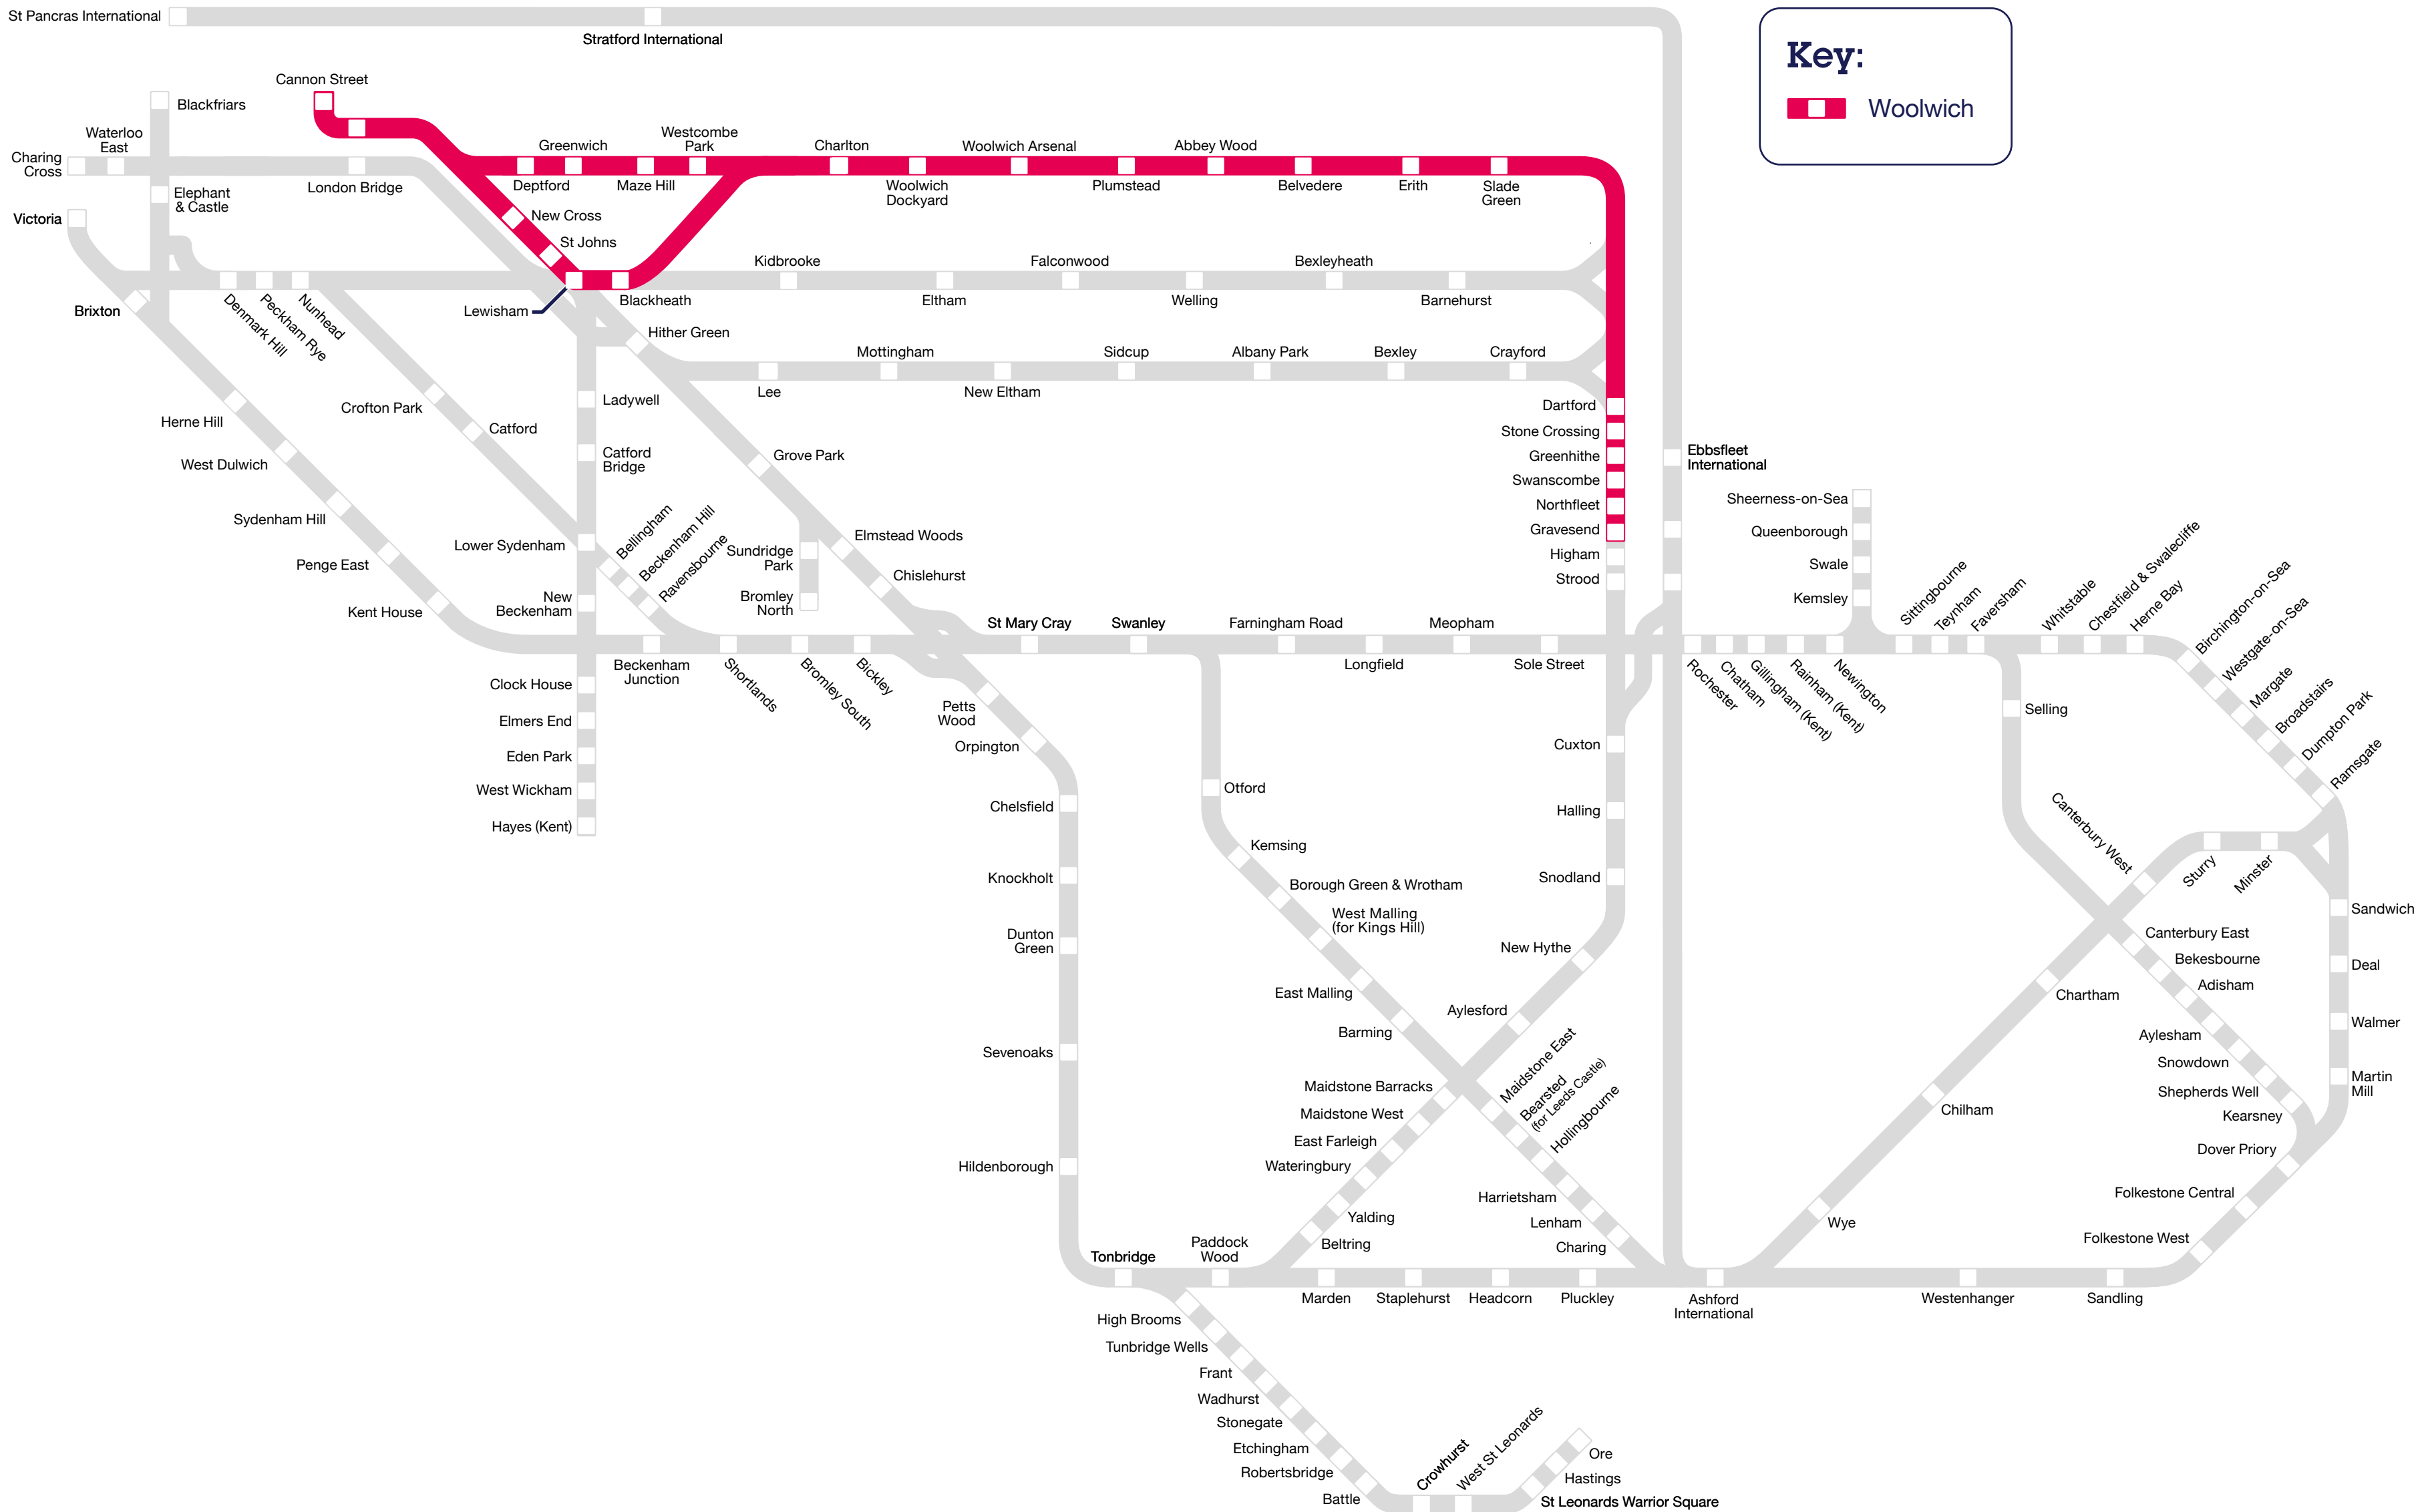 St Pancras International
Stratford International
Key:
Woolwich
Cannon Street
Blackfriars
Waterloo
East
Charing
Cross
London Bridge
Elephant
& Castle
Victoria
Brixton
Greenwich
Westcombe
Park
Deptford
Maze Hill
Charlton
Woolwich Arsenal
Abbey Wood
Woolwich
Dockyard
Plumstead
Belvedere
Erith
Slade
Green
New Cross
St Johns
Lewisham
Blackheath
Kidbrooke
Eltham
Falconwood
Welling
Bexleyheath
Barnehurst
Denmark Hill
Peckham Rye
Nunhead
Hither Green
Lee
Mottingham
New Eltham
Sidcup
Albany Park
Bexley
Crayford
Crofton Park
Catford
Ladywell
Catford
Bridge
Herne Hill
West Dulwich
Sydenham Hill
Penge East
Kent House
Lower Sydenham
New
Beckenham
Bellingham
Beckenham Hill
Ravensbourne
Grove Park
Sundridge
Park
Bromley
North
Elmstead Woods
Chislehurst
Dartford
Stone Crossing
Greenhithe
Swanscombe
Northfleet
Gravesend
Higham
Strood
Ebbsfleet
International
Sheerness-on-Sea
Queenborough
Swale
Kemsley
Beckenham
Junction
Shortlands
Bromley South
Bickley
St Mary Cray
Swanley
Farningham Road
Longfield
Meopham
Sole Street
Rochester
Chatham
Gillingham (Kent)
Rainham (Kent)
Newington
Sittingbourne
Teynham
Faversham
Whitstable
Chestfield & Swalecliffe
Herne Bay
Birchington-on-Sea
Westgate-on-Sea
Margate
Broadstairs
Dumpton Park
Ramsgate
Clock House
Elmers End
Eden Park
West Wickham
Hayes (Kent)
Petts
Wood
Orpington
Chelsfield
Knockholt
Dunton
Green
Sevenoaks
Hildenborough
Otford
Kemsing
Borough Green & Wrotham
West Malling
(for Kings Hill)
East Malling
Barming
Cuxton
Halling
Snodland
New Hythe
Aylesford
Maidstone Barracks
Maidstone West
East Farleigh
Wateringbury
Yalding
Beltring
Maidstone East
Bearsted
(for Leeds Castle)
Hollingbourne
Harrietsham
Lenham
Charing
Selling
Canterbury West
Sturry
Minster
Canterbury East
Bekesbourne
Adisham
Aylesham
Snowdown
Shepherds Well
Kearsney
Dover Priory
Folkestone Central
Folkestone West
Sandwich
Deal
Walmer
Martin
Mill
Chartham
Chilham
Wye
Tonbridge
Paddock
Wood
Marden
Staplehurst
Headcorn
Pluckley
Ashford
International
Westenhanger
Sandling
High Brooms
Tunbridge Wells
Frant
Wadhurst
Stonegate
Etchingham
Robertsbridge
Battle
Crowhurst
West St Leonards
Ore
Hastings
St Leonards Warrior Square